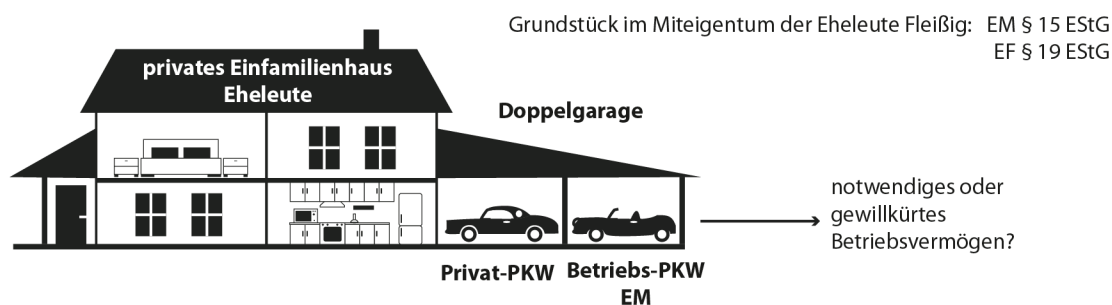 Grundstück im Miteigentum der Eheleute Fleißig: EM § 15 EStG
EF § 19 EStG
privates Einfamilienhaus
Eheleute
Doppelgarage
notwendiges oder
gewillkürtes
Betriebsvermögen?
Privat-PKW
Betriebs-PKW
EM